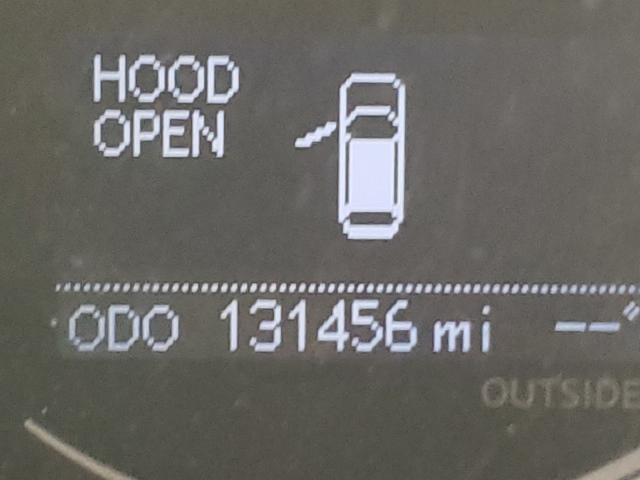 HOOD
OPEN
ODO 131456 mi --°
OUTSIDE